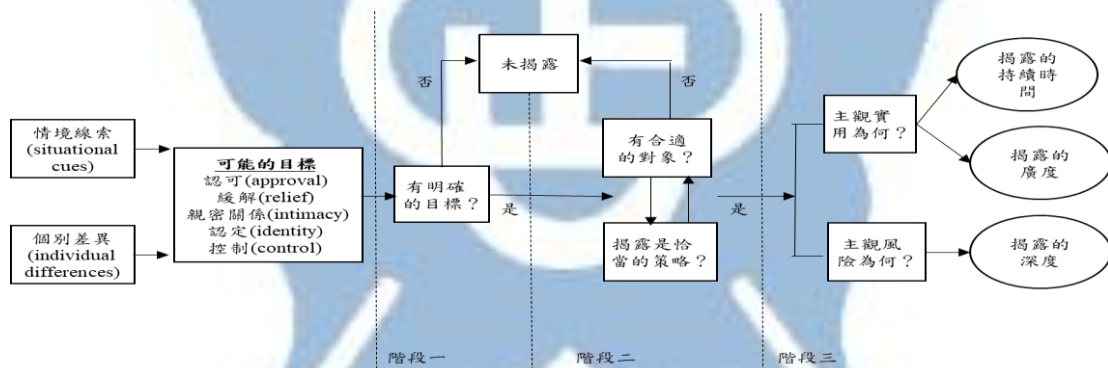 情境線索
(situational
cues)
個別差異
(individual
differences)
可能的目標
認可(approval)
緩解(relief)
親密關係(intimacy)
認定(identity)
控制(control)
有明確
的目標？
否
是
未揭露
否
有合適
的對象？
揭露是恰
當的策略？
是
主觀實
用為何？
主觀風
險為何？
揭露的
持續時
間
揭露的
廣度
揭露的
深度
階段一
階段二
階段三